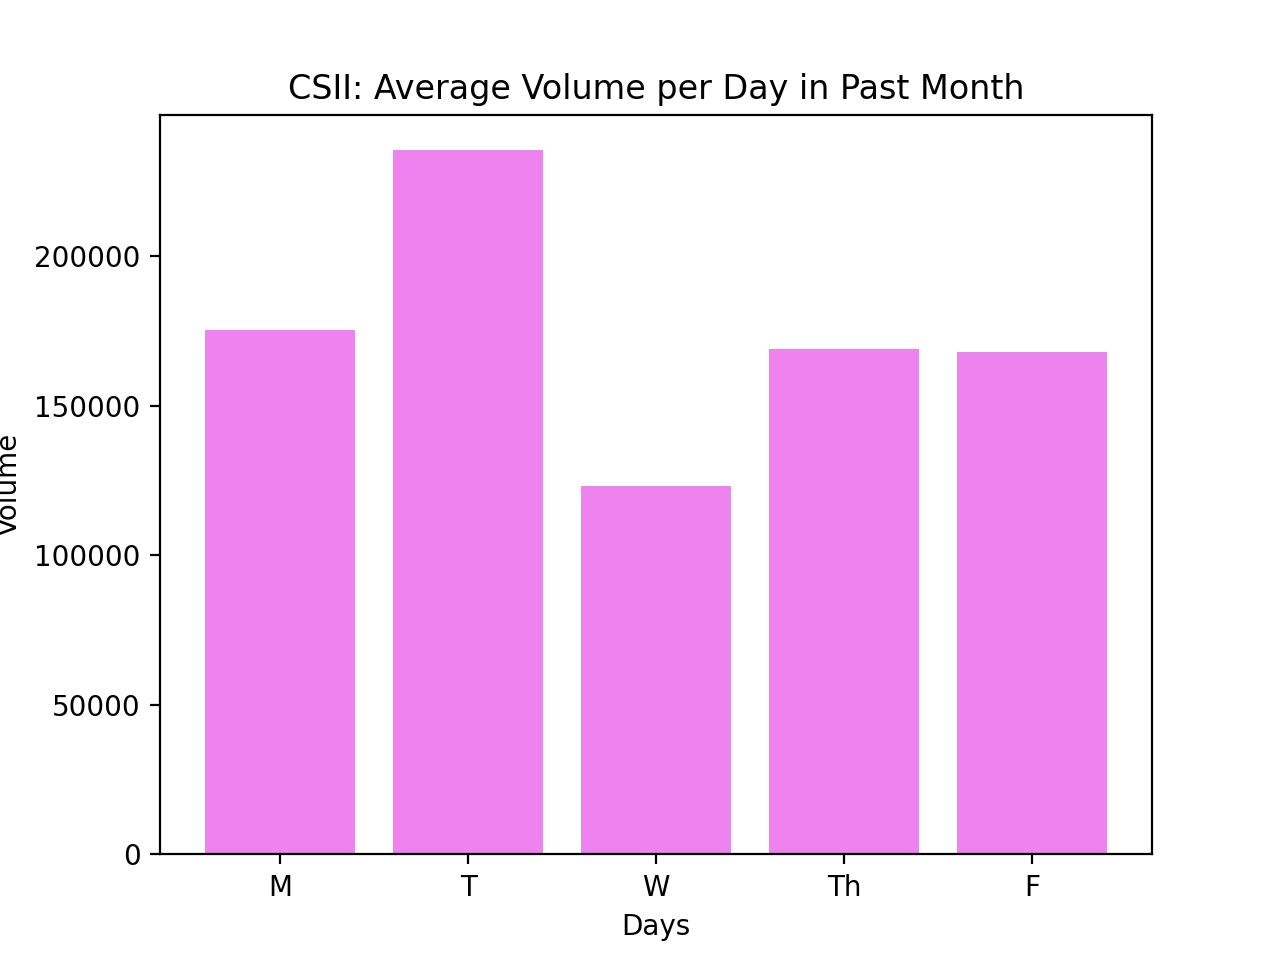 CSII: Average Volume per Day in Past Month
Volume
200000
150000
100000
50000
0
M
T
W
Th
F
Days